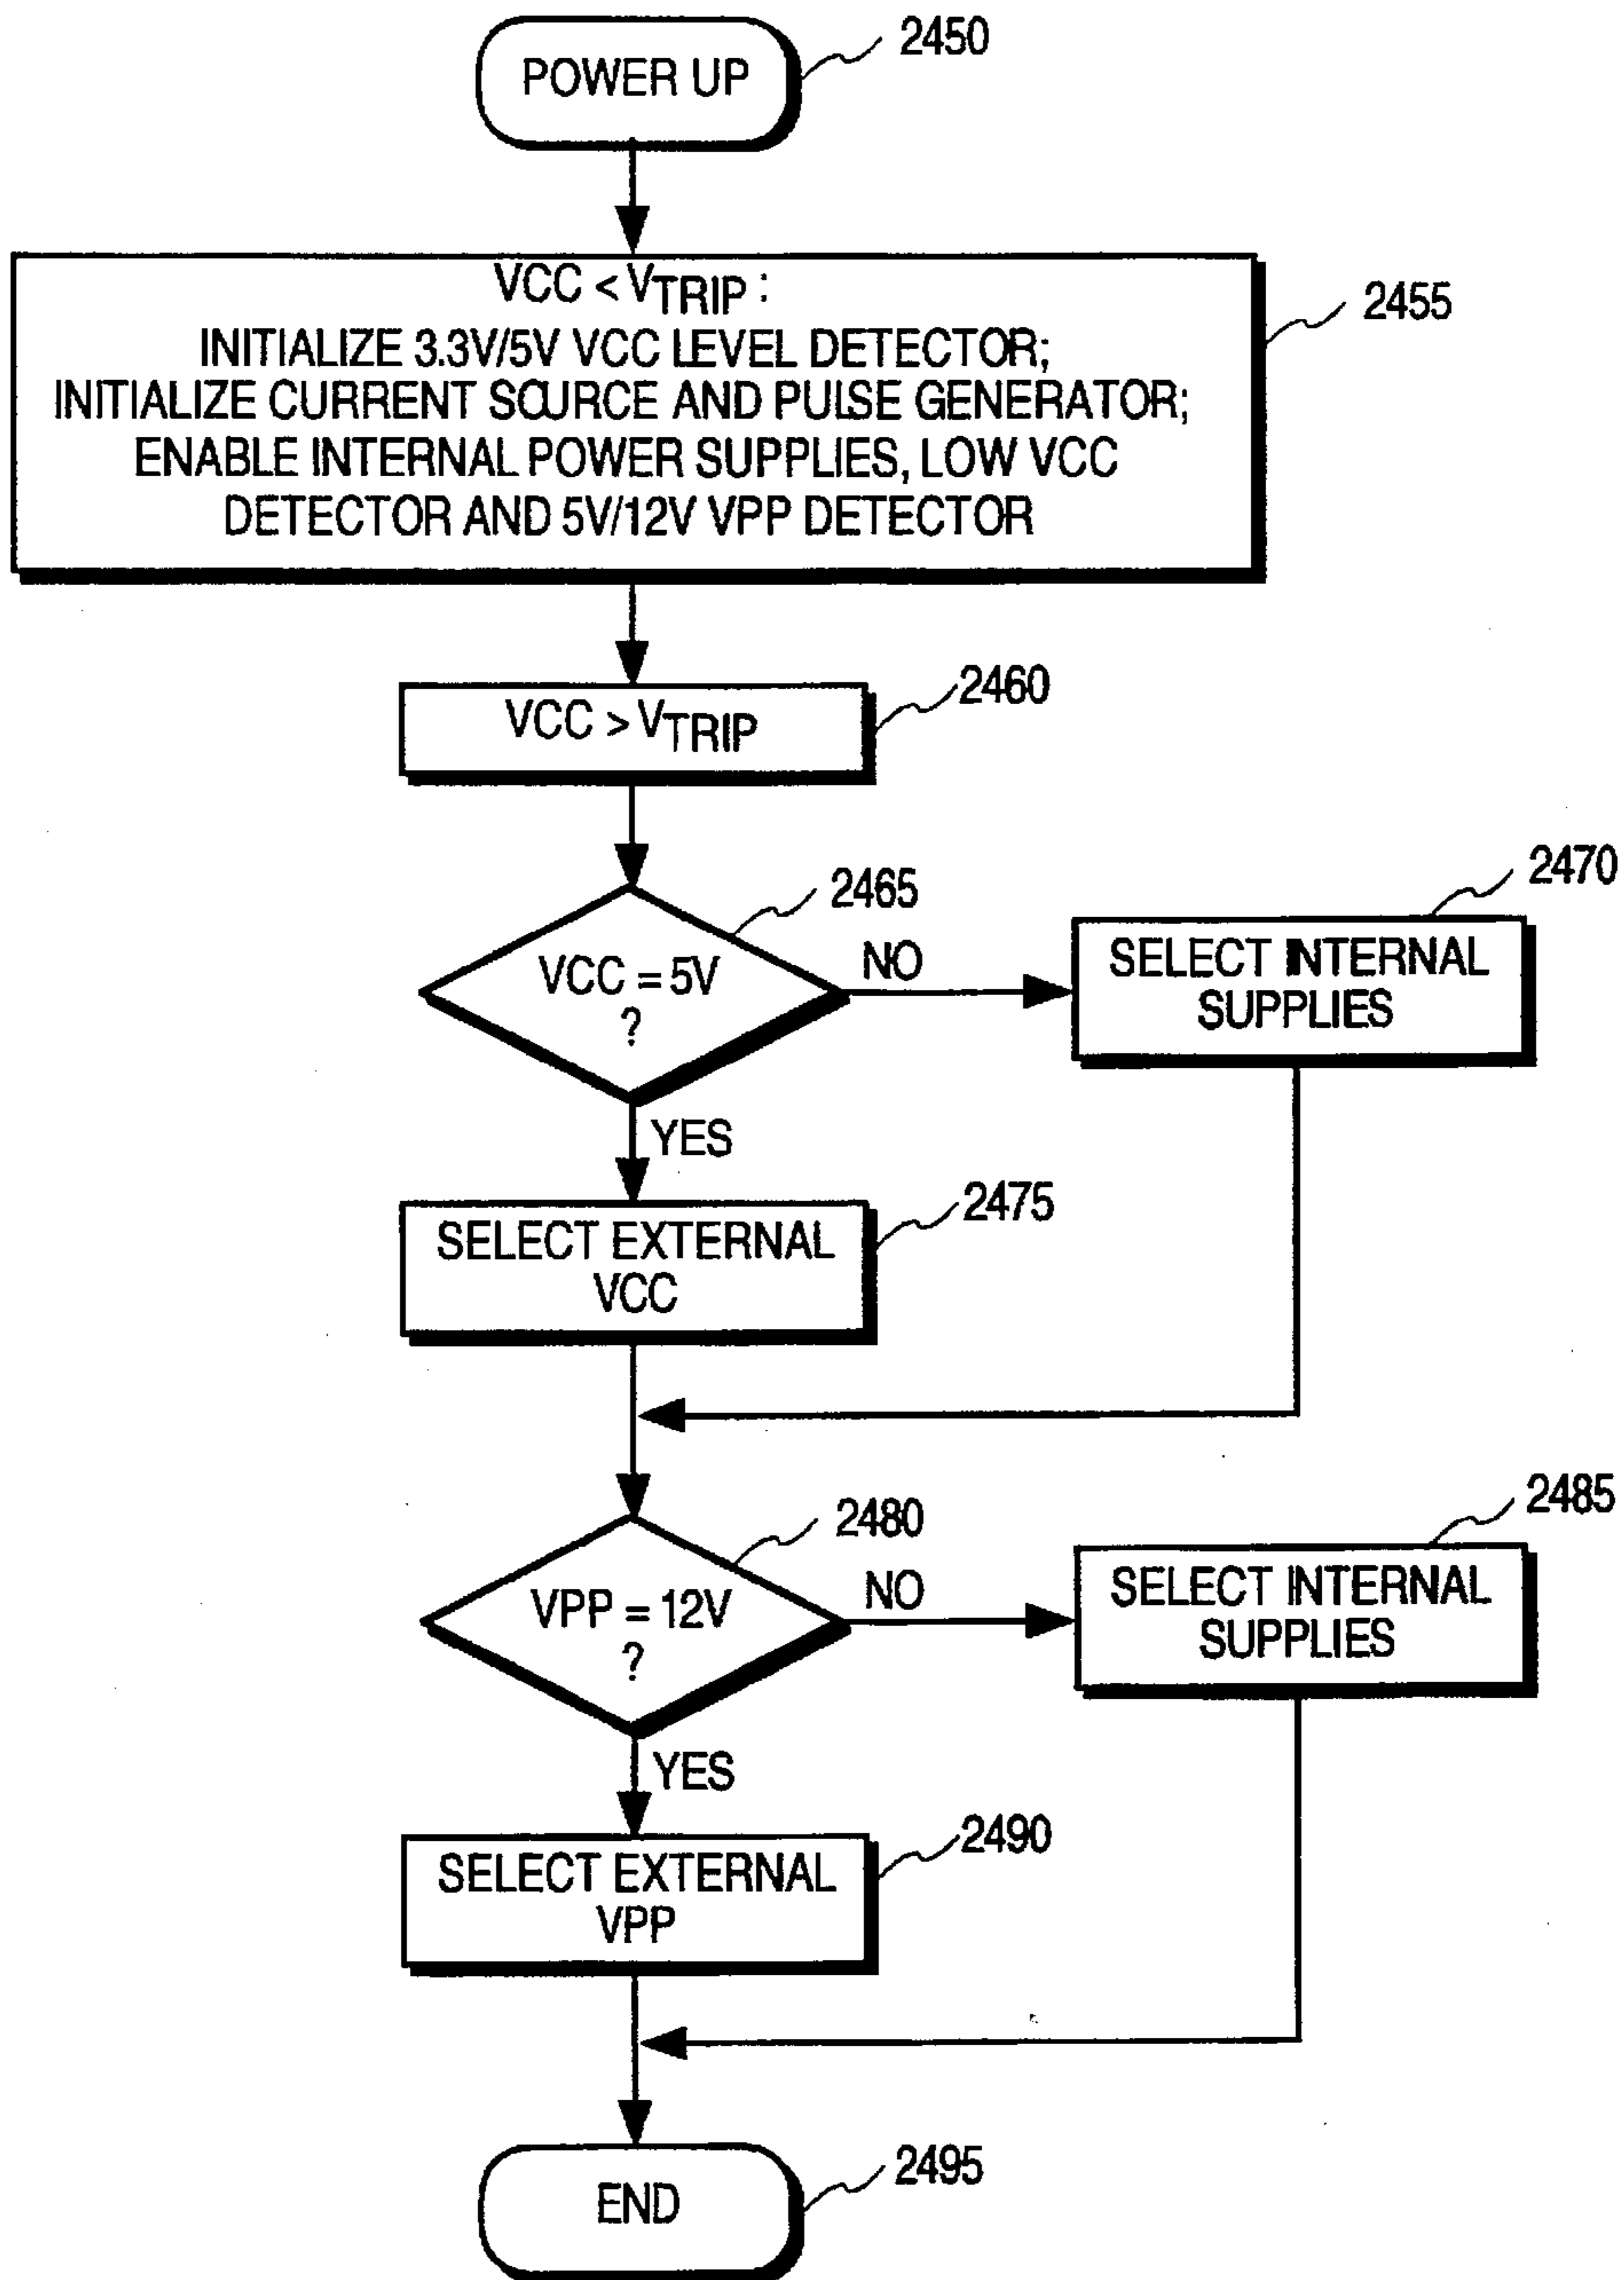 2450
POWER UP
VCC < VTRIP :
2455
INITIALIZE 3.3V/5V VCC LEVEL DETECTOR;
INITIALIZE CURRENT SOURCE AND PULSE GENERATOR;
ENABLE INTERNAL POWER SUPPLIES, LOW VCC
DETECTOR AND 5V/12V VPP DETECTOR
2460
VCC > VTRIP
2465
2470
VCC = 5V
?
NO
SELECT INTERNAL
SUPPLIES
YES
2475
SELECT EXTERNAL
VCC
2480
2485
VPP = 12V
?
NO
SELECT INTERNAL
SUPPLIES
YES
2490
SELECT EXTERNAL
VPP
2495
END